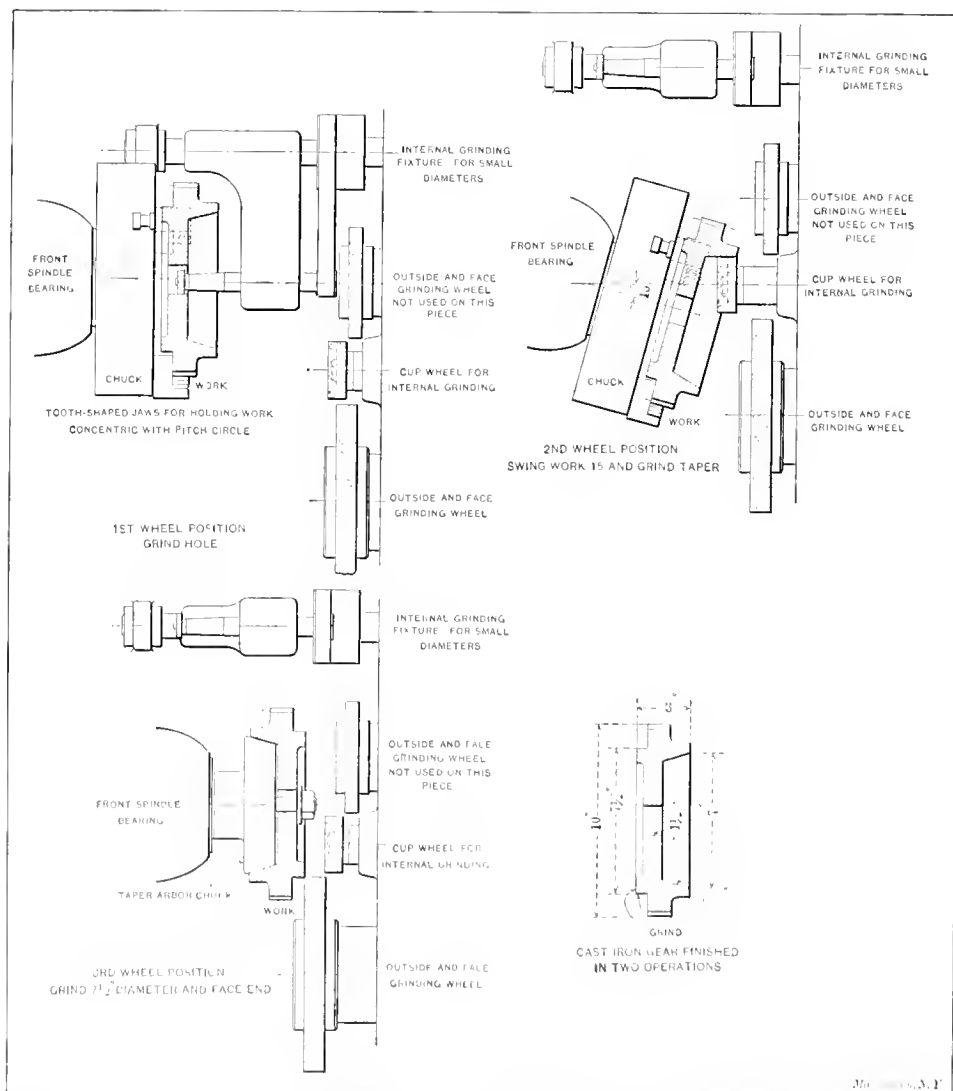 INTERNAL GRINDING
FIXTURE FOR SMALL
DIAMETERS
FRONT
SPINDLE
BEARING
OUTSIDE AND FACE
GRINDING WHEEL
NOT USED ON THIS
PIECE
CUP WHEEL FOR
INTERNAL GRINDING
CHUCK
WORK
TOOTH-SHAPED JAWS FOR HOLDING WORK
CONCENTRIC WITH PITCH CIRCLE
OUTSIDE AND FACE
GRINDING WHEEL
1ST WHEEL POSITION
GRIND HOLE
INTERNAL GRINDING
FIXTURE FOR SMALL
DIAMETERS
OUTSIDE AND FACE
GRINDING WHEEL
NOT USED ON THIS
PIECE
FRONT SPINDLE
BEARING
15
CUP WHEEL FOR
INTERNAL GRINDING
CHUCK
WORK
OUTSIDE AND FACE
GRINDING WHEEL
2ND WHEEL POSITION
SWING WORK 15 AND GRIND TAPER
INTERNAL GRINDING
FIXTURE FOR SMALL
DIAMETERS
OUTSIDE AND FACE
GRINDING WHEEL
NOT USED ON THIS
PIECE
FRONT SPINDLE
BEARING
CUP WHEEL FOR
INTERNAL GRINDING
TAPER ARBOR CHUCK
WORK
3RD WHEEL POSITION
GRIND 7½" DIAMETER AND FACE END
OUTSIDE AND FACE
GRINDING WHEEL
3"
10"
7½"
1½"
GRIND
CAST IRON GEAR FINISHED
IN TWO OPERATIONS
N.Y.